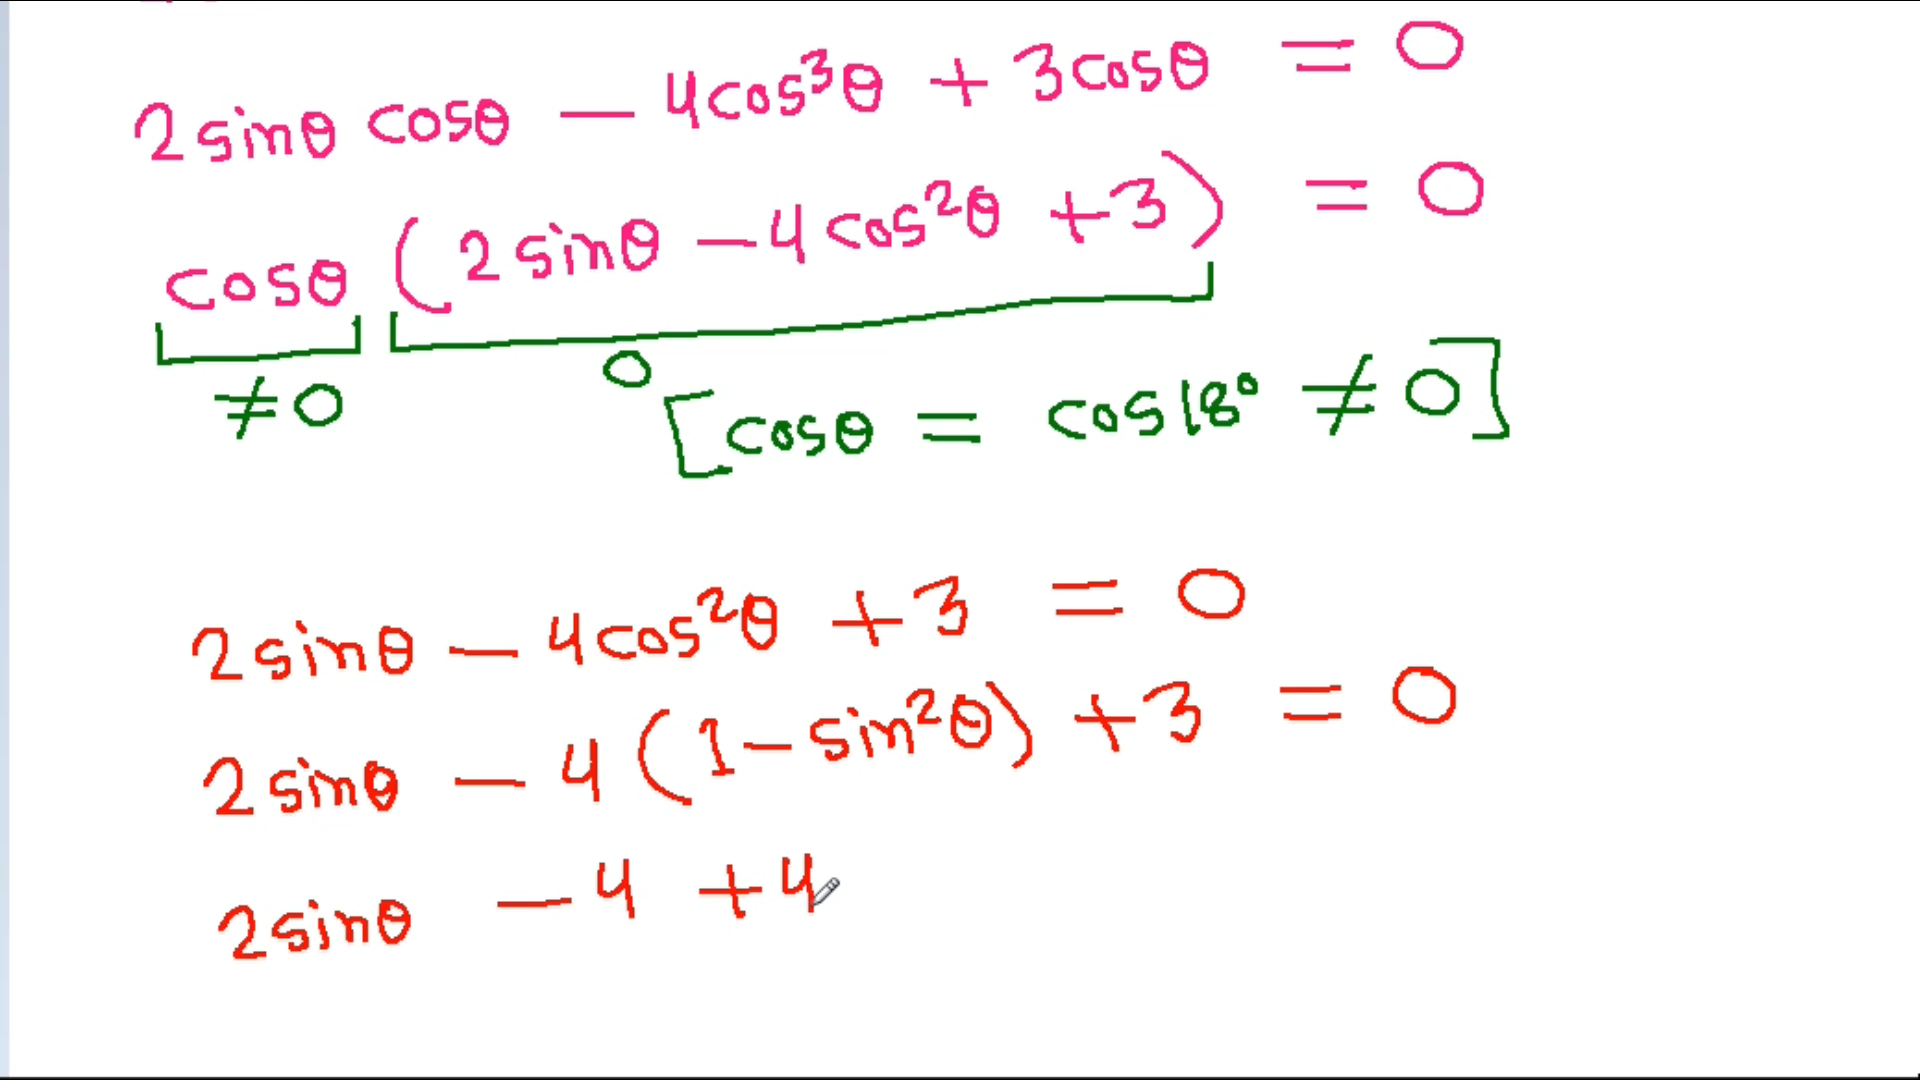 2sinθ cosθ − 4cos³θ + 3cosθ = 0
cosθ (2sinθ − 4cos²θ + 3) = 0
≠0 0 [cosθ = cos18° ≠ 0]
2sinθ − 4cos²θ + 3 = 0
2sinθ − 4(1 − sin²θ) + 3 = 0
2sinθ − 4 + 4